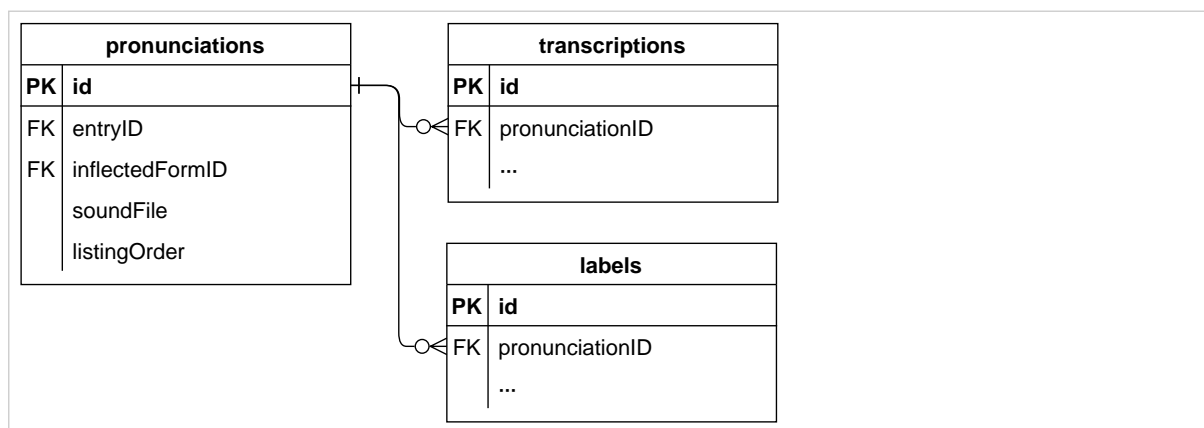 pronunciations
PK id
FK entryID
FK inflectedFormID
soundFile
listingOrder
transcriptions
PK id
FK pronunciationID
...
labels
PK id
FK pronunciationID
...